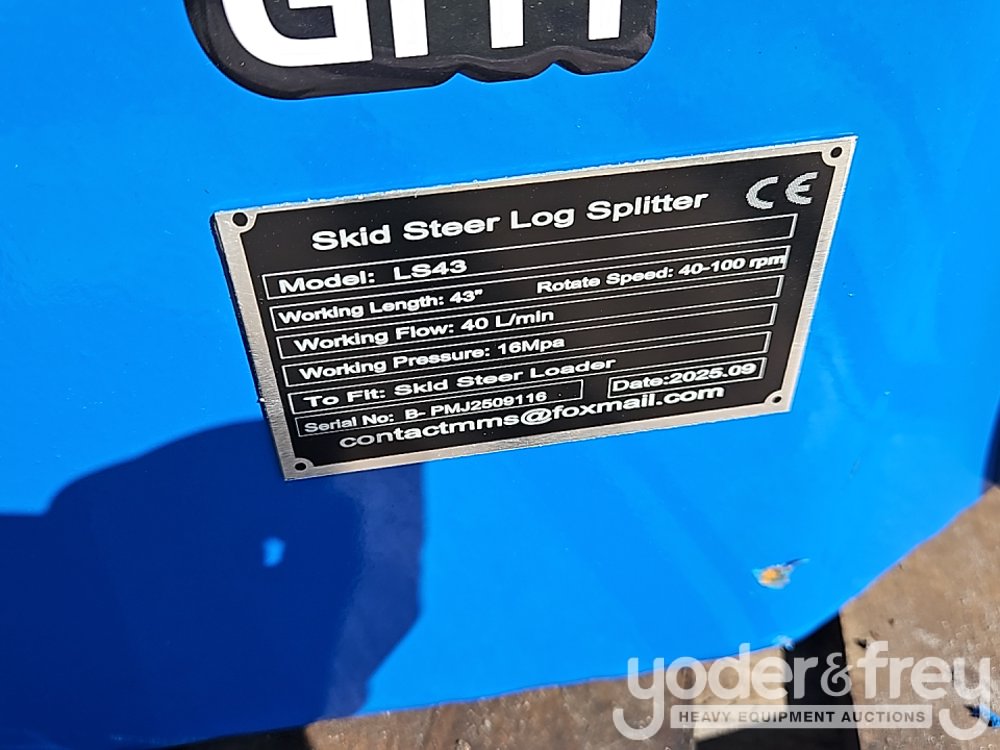 Skid Steer Log Splitter CE
Model: LS43
Working Length: 43" Rotate Speed: 40-100 rpm
Working Flow: 40 L/min
Working Pressure: 16Mpa
To Fit: Skid Steer Loader
Serial No: B- PMJ2509116 Date:2025.09
contactmms@foxmail.com
yoder&frey
HEAVY EQUIPMENT AUCTIONS